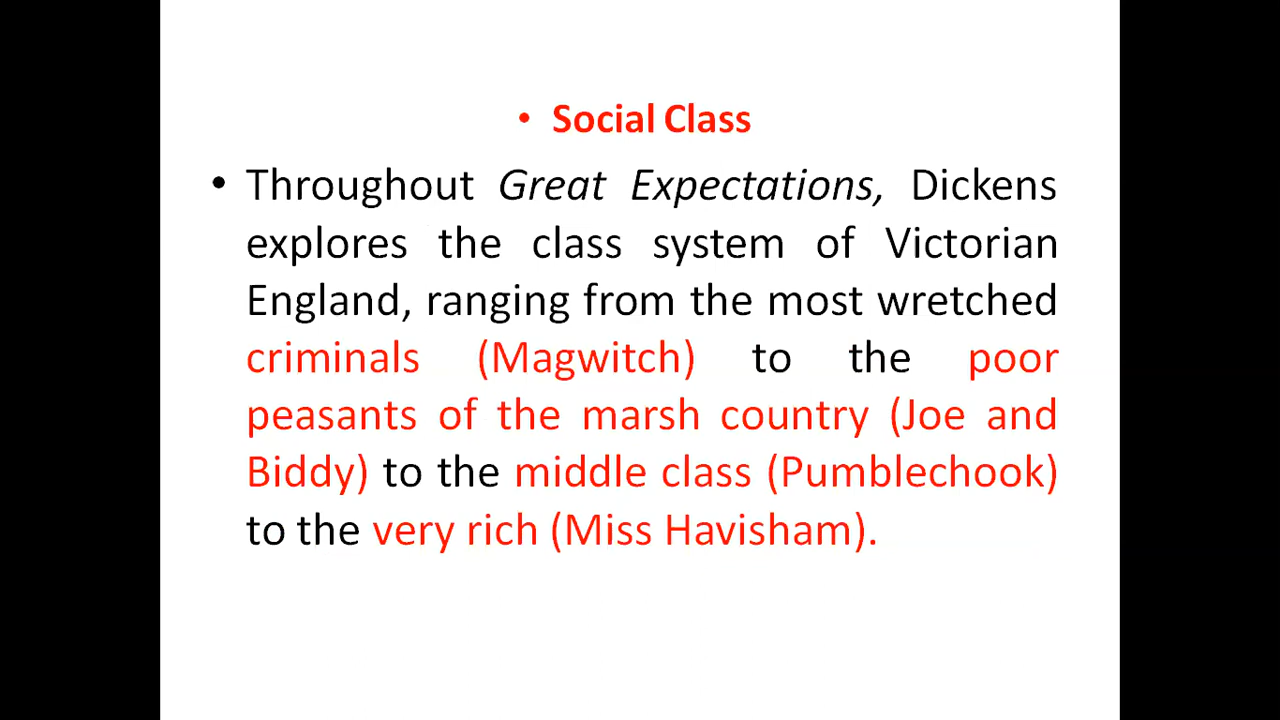 • Social Class
• Throughout Great Expectations, Dickens
explores the class system of Victorian
England, ranging from the most wretched
criminals (Magwitch) to the poor
peasants of the marsh country (Joe and
Biddy) to the middle class (Pumblechook)
to the very rich (Miss Havisham).